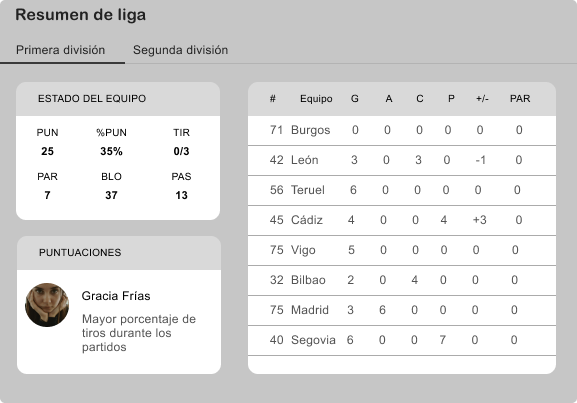 Resumen de liga
Primera división Segunda división
ESTADO DEL EQUIPO
PUN %PUN TIR
25 35% 0/3
PAR BLO PAS
7 37 13
PUNTUACIONES
Gracia Frías
Mayor porcentaje de
tiros durante los
partidos
# Equipo G A C P +/- PAR
71 Burgos 0 0 0 0 0 0
42 León 3 0 3 0 -1 0
56 Teruel 6 0 0 0 0 0
45 Cádiz 4 0 0 4 +3 0
75 Vigo 5 0 0 0 0 0
32 Bilbao 2 0 4 0 0 0
75 Madrid 3 6 0 0 0 0
40 Segovia 6 0 0 7 0 0